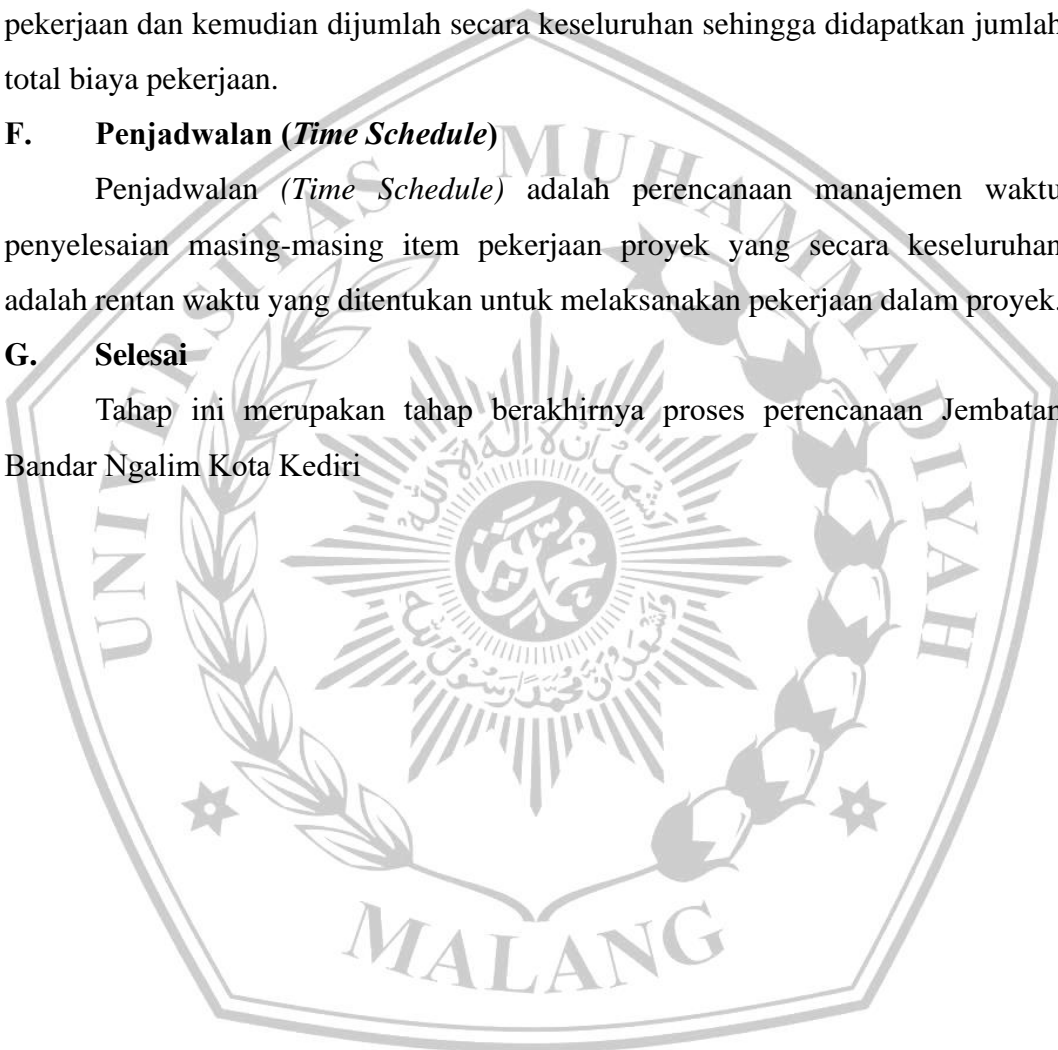 pekerjaan dan kemudian dijumlah secara keseluruhan sehingga didapatkan jumlah
total biaya pekerjaan.
F. Penjadwalan (Time Schedule)
Penjadwalan (Time Schedule) adalah perencanaan manajemen waktu
penyelesaian masing-masing item pekerjaan proyek yang secara keseluruhan
adalah rentan waktu yang ditentukan untuk melaksanakan pekerjaan dalam proyek.
G. Selesai
Tahap ini merupakan tahap berakhirnya proses perencanaan Jembatan
Bandar Ngalim Kota Kediri
UNIVERSITAS MUHAMMADIYAH
MALANG